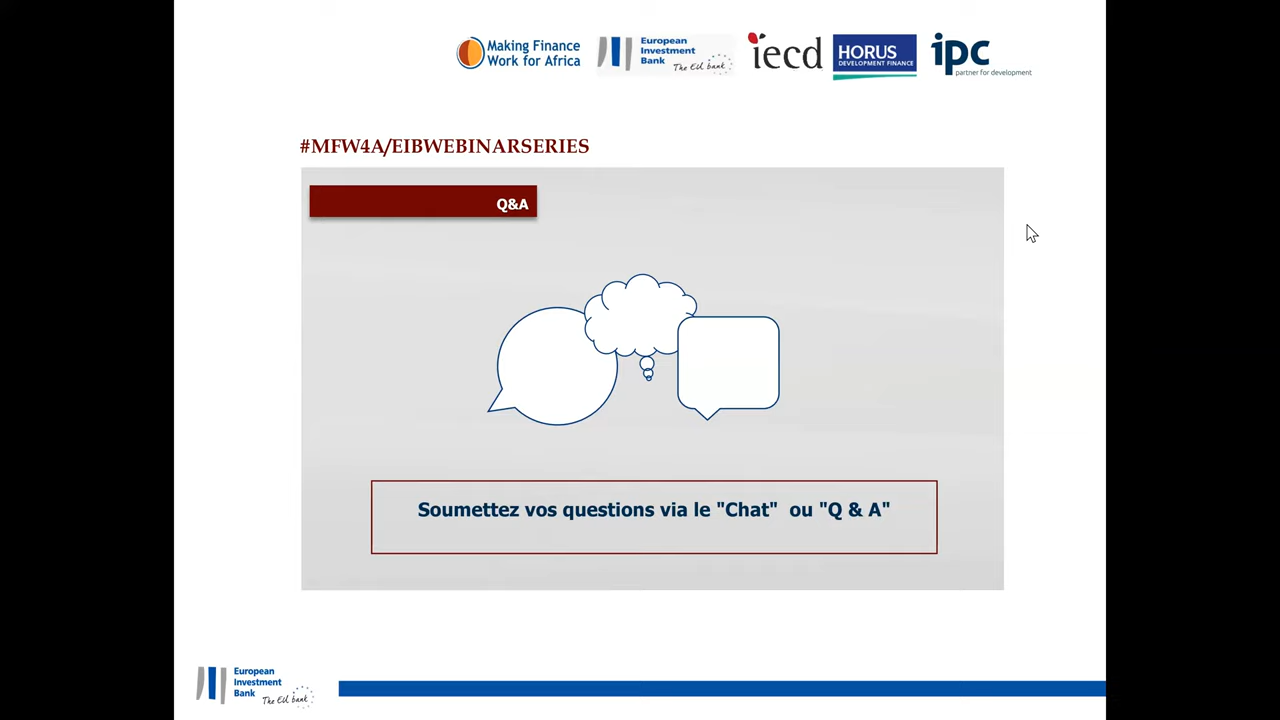 Making Finance
Work for Africa
European
Investment
Bank
The EU bank
iecd
HORUS
DEVELOPMENT FINANCE
ipc
partner for development
#MFW4A/EIBWEBINARSERIES
Q&A
Soumettez vos questions via le "Chat" ou "Q & A"
European
Investment
Bank
The EU bank